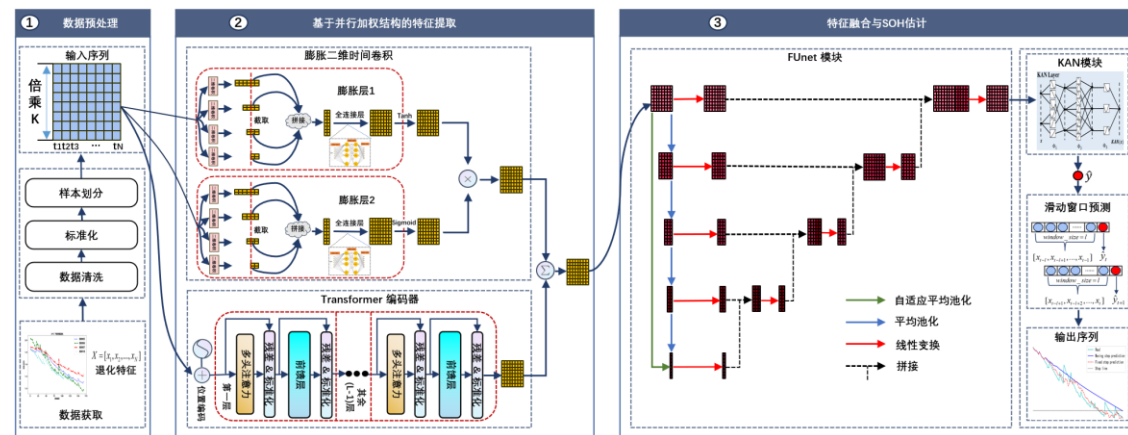 1 数据预处理
输入序列
倍乘K
t1t2t3 ··· tN
样本划分
标准化
数据清洗
X=[x₁,x₂,...,x_N]
退化特征
数据获取
2 基于并行加权结构的特征提取
膨胀二维时间卷积
膨胀层1
截取
拼接
全连接层
Tanh
膨胀层2
截取
拼接
全连接层
Sigmoid
Transformer 编码器
位置编码
第一层
多头注意力
残差 & 标准化
前馈层
残差 & 标准化
其余(L-1)层
多头注意力
残差 & 标准化
前馈层
残差 & 标准化
3 特征融合与SOH估计
FUnet 模块
自适应平均池化
平均池化
线性变换
拼接
KAN模块
KAN Layer
ŷ
滑动窗口预测
window_size = l
window_size = l
输出序列